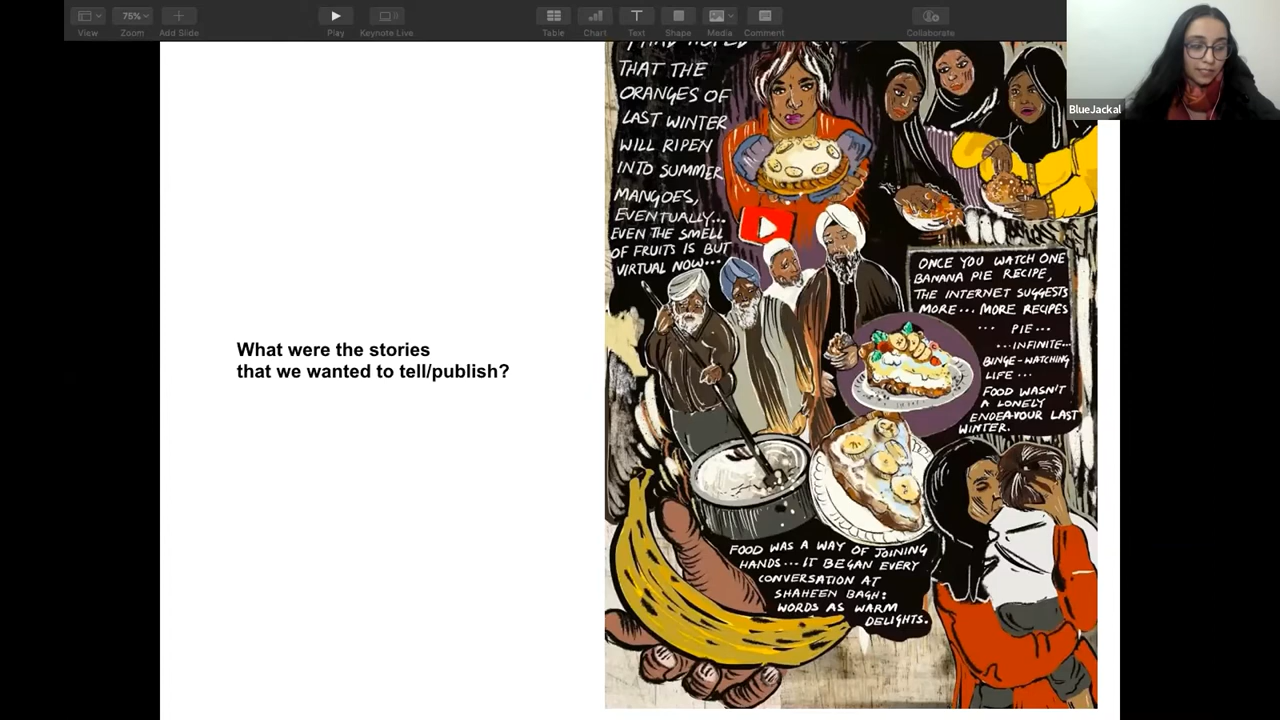 View
75%
Zoom
Add Slide
Play
Keynote Live
Table
Chart
Text
Shape
Media
Comment
Collaborate
BlueJackal
What were the stories
that we wanted to tell/publish?
I HAD HOPED
THAT THE
ORANGES OF
LAST WINTER
WILL RIPEN
INTO SUMMER
MANGOES,
EVENTUALLY...
EVEN THE SMELL
OF FRUITS IS BUT
VIRTUAL NOW...
ONCE YOU WATCH ONE
BANANA PIE RECIPE,
THE INTERNET SUGGESTS
MORE... MORE RECIPES
... PIE...
...INFINITE...
BINGE-WATCHING
LIFE...
FOOD WASN'T
A LONELY
ENDEAVOUR LAST
WINTER.
FOOD WAS A WAY OF JOINING
HANDS... IT BEGAN EVERY
CONVERSATION AT
SHAHEEN BAGH:
WORDS AS WARM
DELIGHTS.